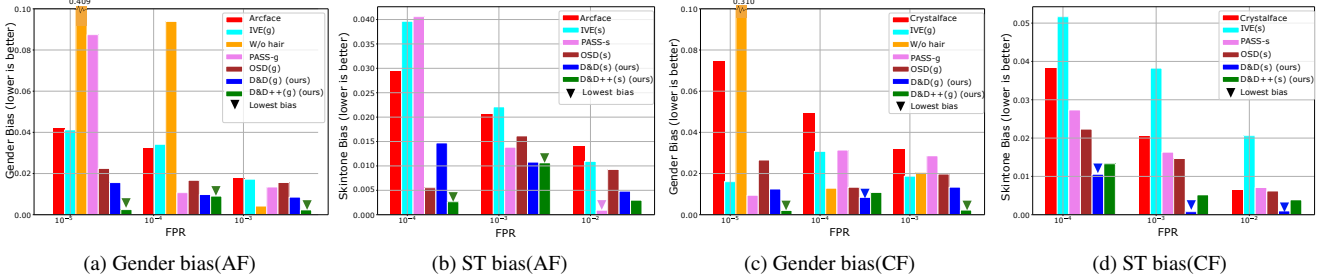 0.409
Gender Bias (lower is better)
0.10
0.08
0.06
0.04
0.02
0.00
10⁻⁵
10⁻⁴
10⁻³
FPR
Arcface
IVE(g)
W/o hair
PASS-g
OSD(g)
D&D(g) (ours)
D&D++(g) (ours)
Lowest bias
(a) Gender bias(AF)
Skintone Bias (lower is better)
0.040
0.035
0.030
0.025
0.020
0.015
0.010
0.005
0.000
10⁻⁴
10⁻³
10⁻²
FPR
Arcface
IVE(s)
PASS-s
OSD(s)
D&D(s) (ours)
D&D++(s) (ours)
Lowest bias
(b) ST bias(AF)
0.310
Gender Bias (lower is better)
0.10
0.08
0.06
0.04
0.02
0.00
10⁻⁵
10⁻⁴
10⁻³
FPR
Crystalface
IVE(g)
W/o hair
PASS-g
OSD(g)
D&D(g) (ours)
D&D++(g) (ours)
Lowest bias
(c) Gender bias(CF)
Skintone Bias (lower is better)
0.05
0.04
0.03
0.02
0.01
0.00
10⁻⁴
10⁻³
10⁻²
FPR
Crystalface
IVE(s)
PASS-s
OSD(s)
D&D(s) (ours)
D&D++(s) (ours)
Lowest bias
(d) ST bias(CF)